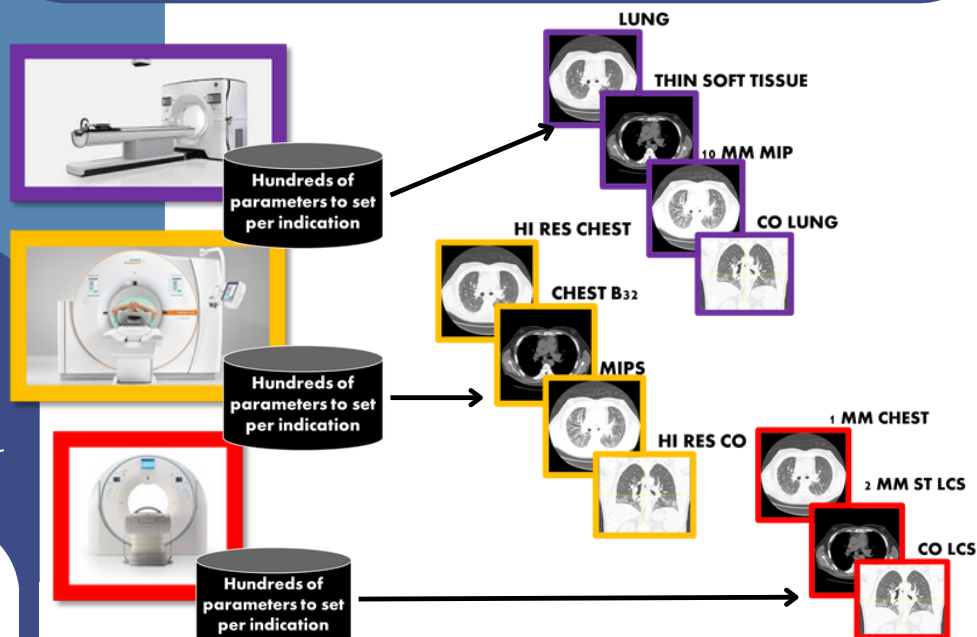 LUNG
THIN SOFT TISSUE
10 MM MIP
CO LUNG
Hundreds of
parameters to set
per indication
HI RES CHEST
CHEST B32
MIPS
HI RES CO
Hundreds of
parameters to set
per indication
1 MM CHEST
2 MM ST LCS
CO LCS
Hundreds of
parameters to set
per indication